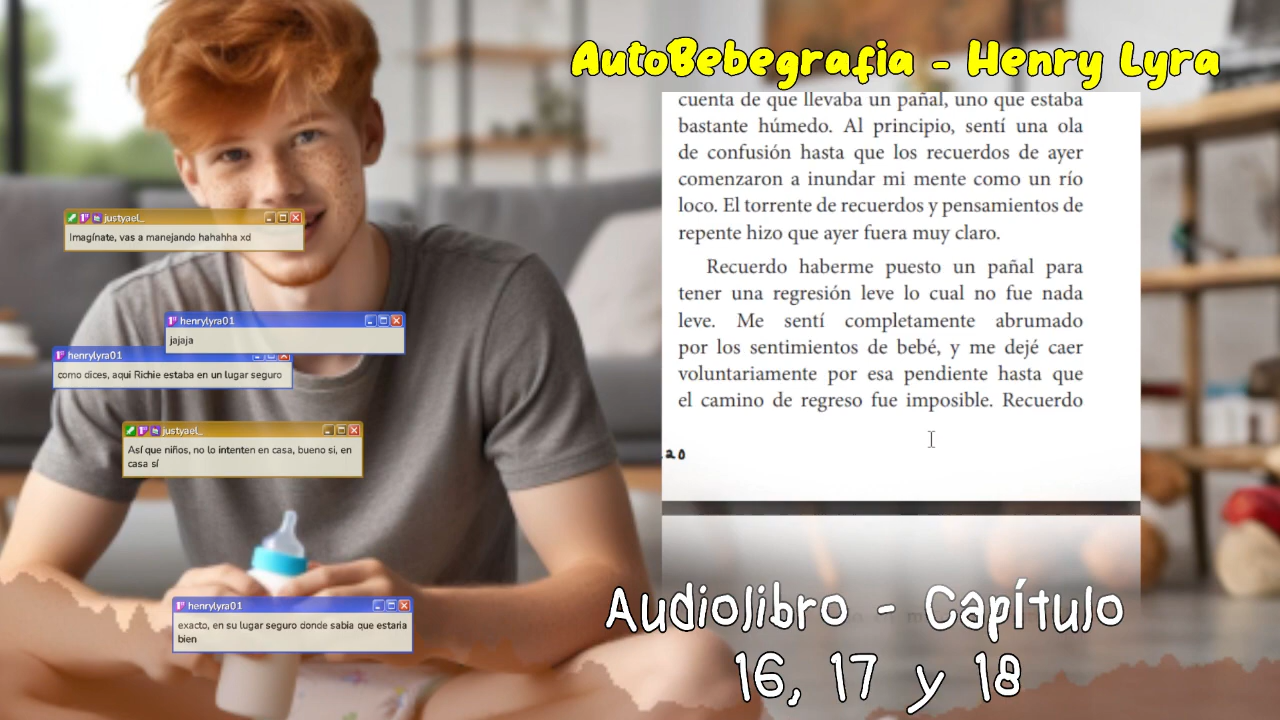 AutoBebegrafia - Henry Lyra
cuenta de que llevaba un pañal, uno que estaba
bastante húmedo. Al principio, sentí una ola
de confusión hasta que los recuerdos de ayer
comenzaron a inundar mi mente como un río
loco. El torrente de recuerdos y pensamientos de
repente hizo que ayer fuera muy claro.
Recuerdo haberme puesto un pañal para
tener una regresión leve lo cual no fue nada
leve. Me sentí completamente abrumado
por los sentimientos de bebé, y me dejé caer
voluntariamente por esa pendiente hasta que
el camino de regreso fue imposible. Recuerdo
justyael_
Imagínate, vas a manejando hahahha xd
henrylyra01
jajaja
henrylyra01
como dices, aqui Richie estaba en un lugar seguro
justyael_
Así que niños, no lo intenten en casa, bueno si, en
casa sí
henrylyra01
exacto, en su lugar seguro donde sabia que estaria
bien
Audiolibro - Capítulo
16, 17 y 18